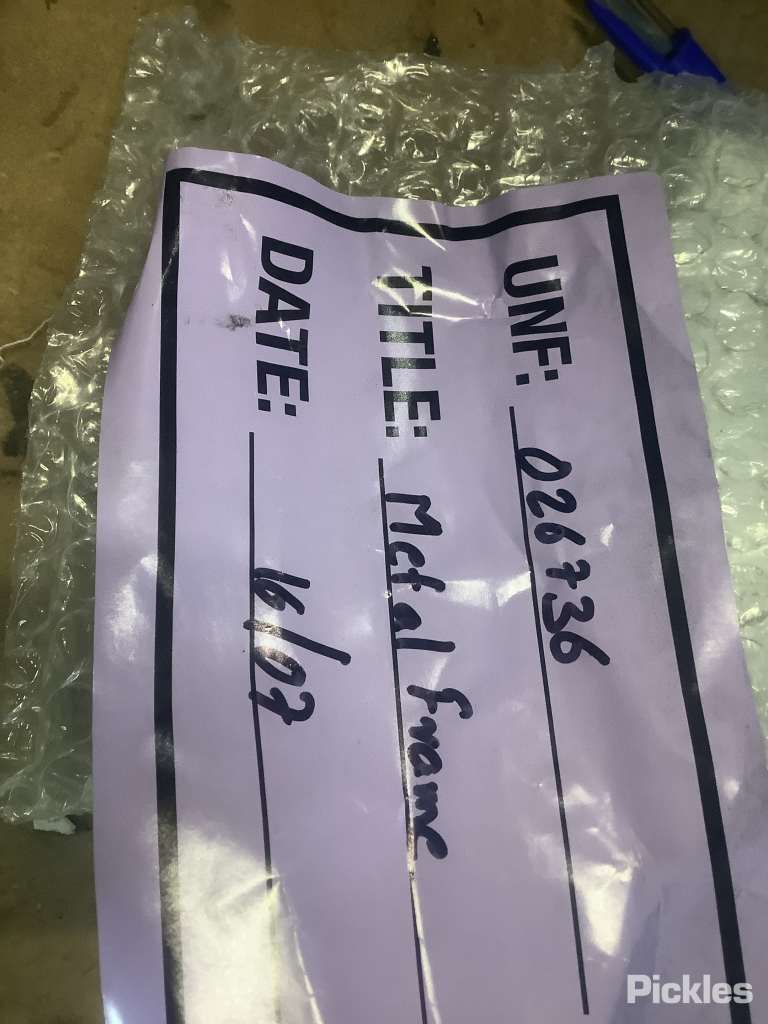 UNF: 026736
TITLE: Metal frame
DATE: 16/07
Pickles